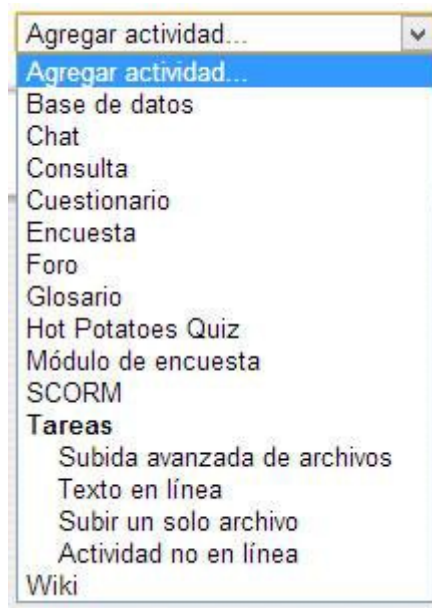 Agregar actividad...
Agregar actividad...
Base de datos
Chat
Consulta
Cuestionario
Encuesta
Foro
Glosario
Hot Potatoes Quiz
Módulo de encuesta
SCORM
Tareas
Subida avanzada de archivos
Texto en línea
Subir un solo archivo
Actividad no en línea
Wiki